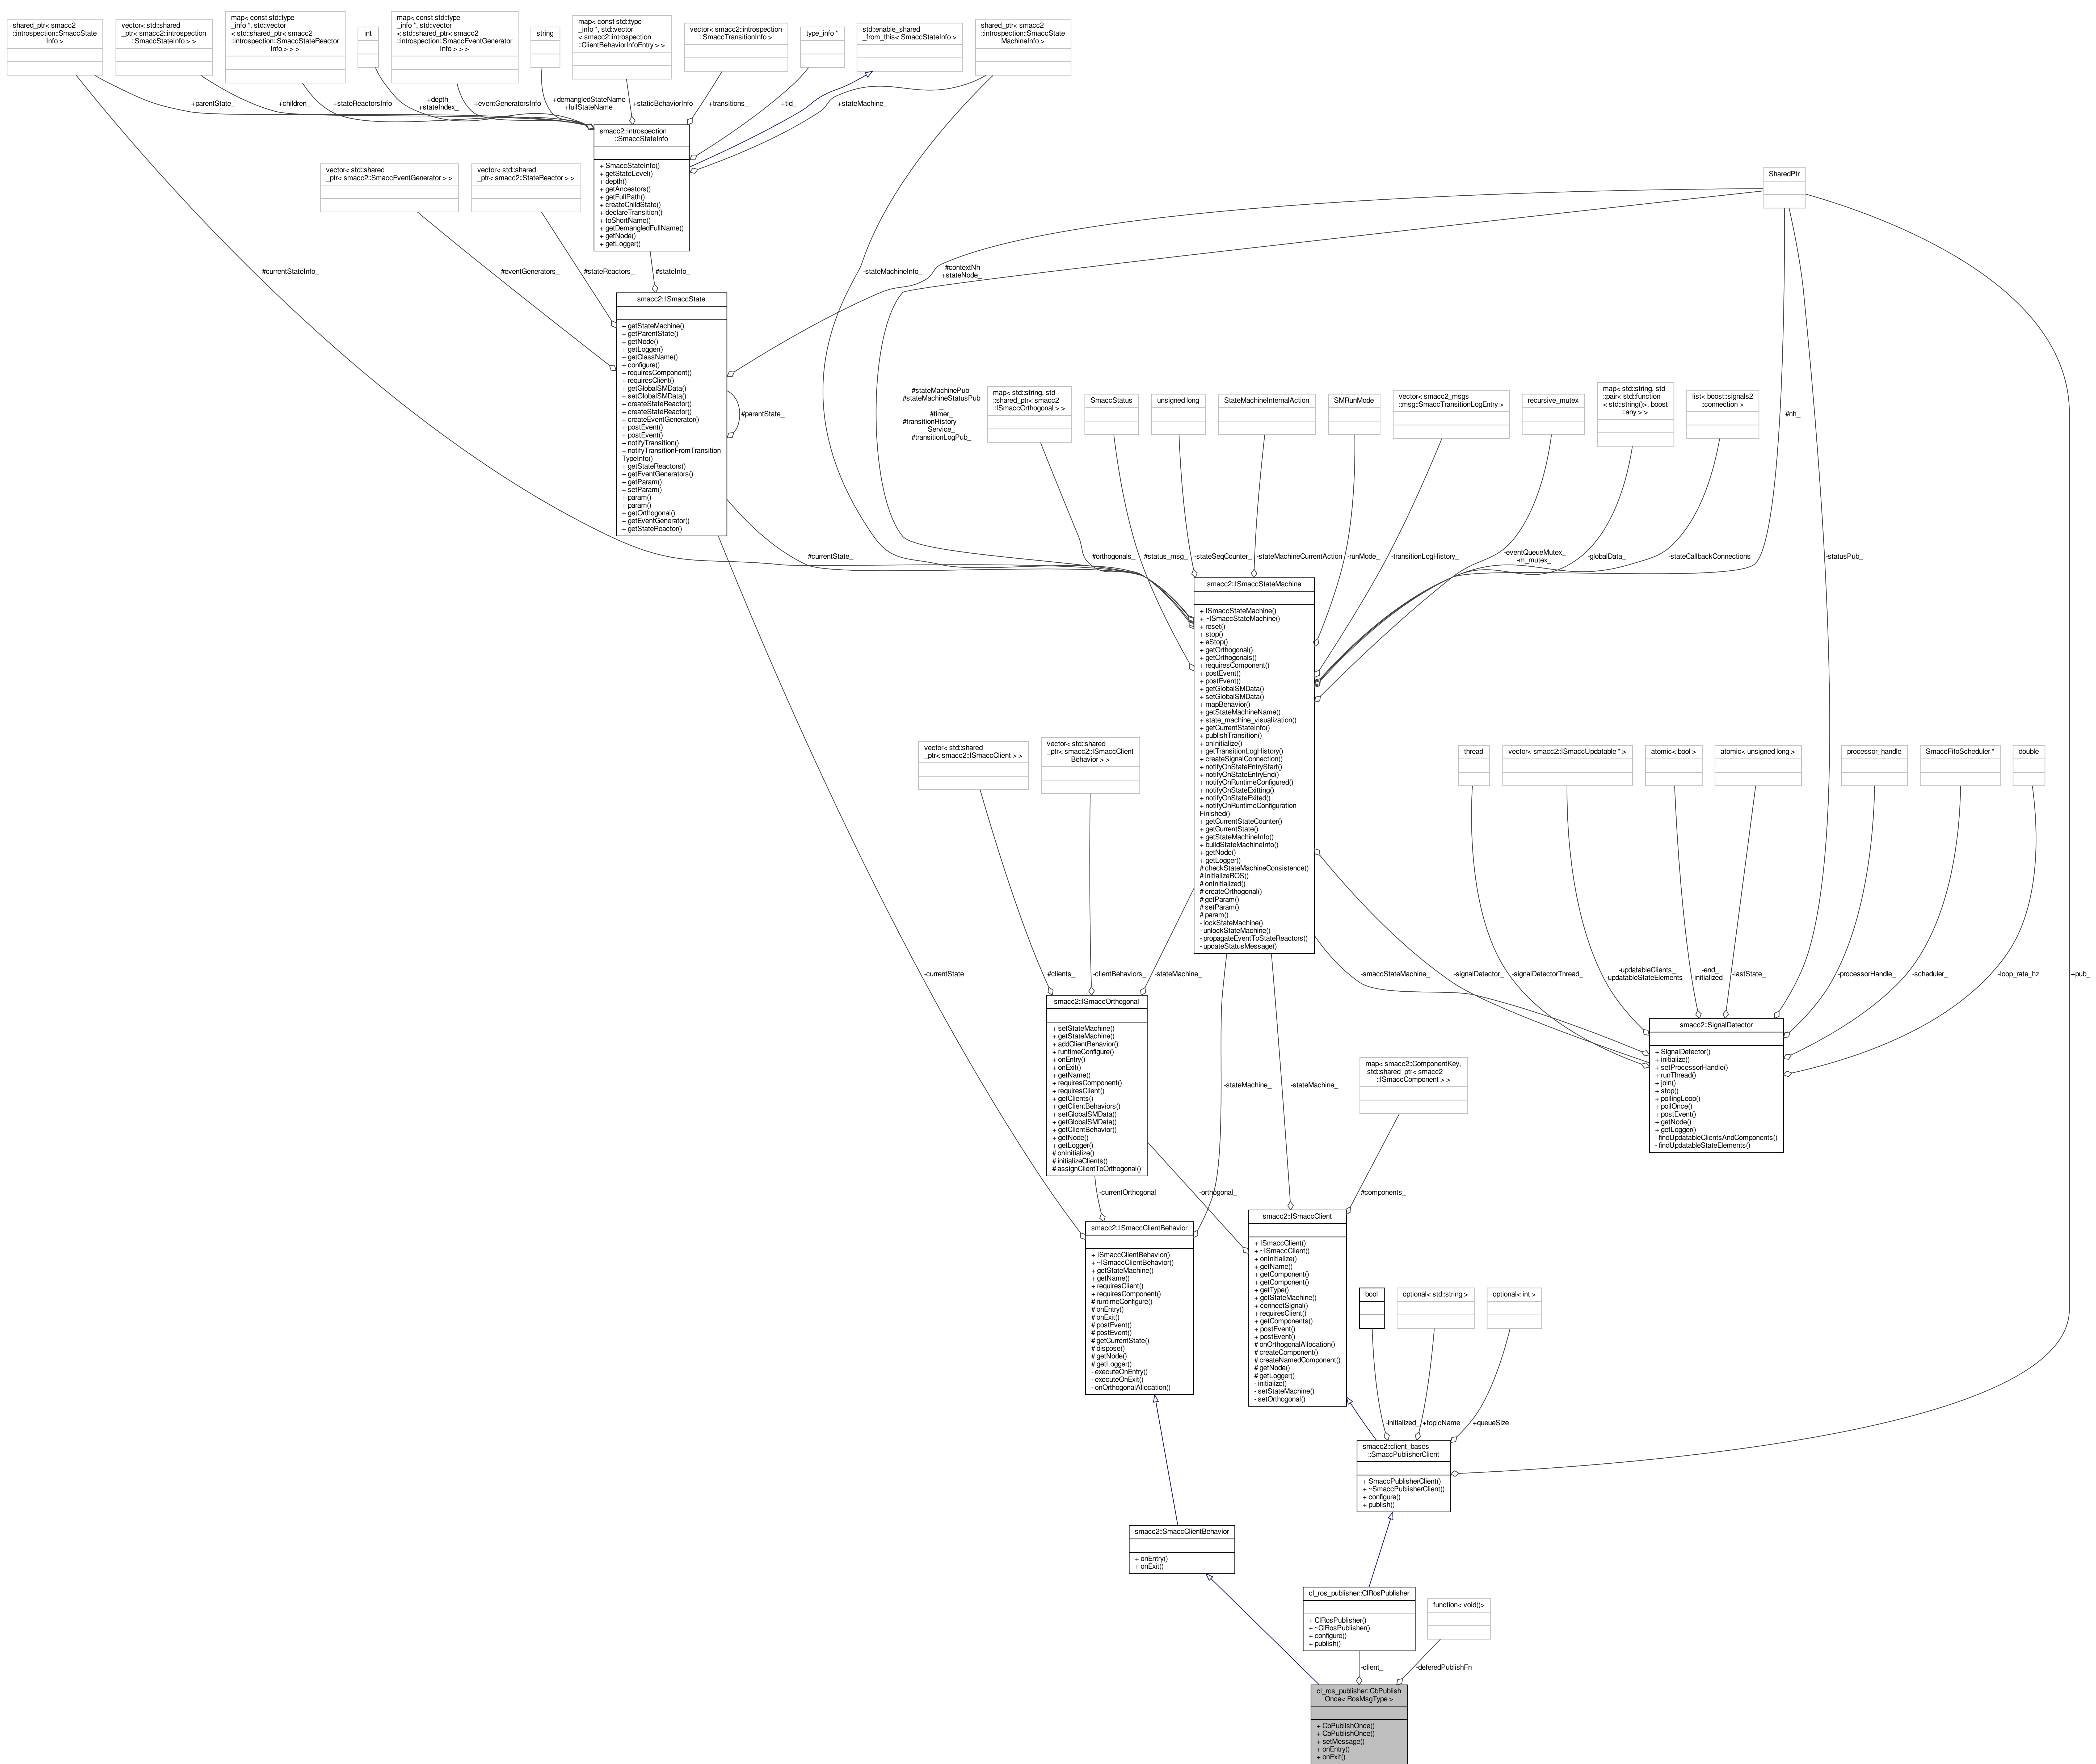 shared_ptr< smacc2
::introspection::SmaccState
Info >
vector< std::shared
_ptr< smacc2::introspection
::SmaccStateInfo > >
map< const std::type
_info *, std::vector
< std::shared_ptr< smacc2
::introspection::StateReactor
Info > > >
int
map< const std::type
_info *, std::vector
< std::shared_ptr< smacc2
::introspection::SmaccEventGenerator
Info > > >
string
map< const std::type
_info *, std::vector
< smacc2::introspection
::ClientBehaviorInfoEntry > >
vector< smacc2::introspection
::SmaccTransitionInfo >
type_info *
std::enable_shared
_from_this< SmaccStateInfo >
shared_ptr< smacc2
::introspection::SmaccState
MachineInfo >
+parentState_
+children_
+stateReactorsInfo
+depth_
+stateIndex_
+eventGeneratorsInfo
+demangledStateName
+fullStateName
+staticBehaviorInfo
+transitions_
+tid_
+stateMachine_
smacc2::introspection
::SmaccStateInfo
+ SmaccStateInfo()
+ getStateLevel()
+ depth()
+ getAncestors()
+ getFullPath()
+ createChildState()
+ declareTransition()
+ toShortName()
+ getDemangledFullName()
+ getNode()
+ getLogger()
vector< std::shared
_ptr< smacc2::SmaccEventGenerator > >
vector< std::shared
_ptr< smacc2::StateReactor > >
SharedPtr
#currentStateInfo_
#eventGenerators_
#stateReactors_
#stateInfo_
-stateMachineInfo_
#contextNh
+stateNode_
smacc2::ISmaccState
+ getStateMachine()
+ getParentState()
+ getNode()
+ getLogger()
+ getClassName()
+ configure()
+ requiresComponent()
+ requiresClient()
+ getGlobalSMData()
+ setGlobalSMData()
+ createStateReactor()
+ createStateReactor()
+ createEventGenerator()
+ postEvent()
+ postEvent()
+ notifyTransition()
+ notifyTransitionFromTransition
TypeInfo()
+ getStateReactors()
+ getEventGenerators()
+ getParam()
+ setParam()
+ param()
+ param()
+ getOrthogonal()
+ getEventGenerator()
+ getStateReactor()
#parentState_
#stateMachinePub_
#stateMachineStatusPub
_
#timer_
#transitionHistory
Service_
#transitionLogPub_
map< std::string, std
::shared_ptr< smacc2
::ISmaccOrthogonal > >
SmaccStatus
unsigned long
StateMachineInternalAction
SMRunMode
vector< smacc2_msgs
::msg::SmaccTransitionLogEntry >
recursive_mutex
map< std::string, std
::pair< std::function
< std::string()>, boost
::any > >
list< boost::signals2
::connection >
#nh_
#currentState_
#orthogonals_
#status_msg_
-stateSeqCounter_
-stateMachineCurrentAction
-runMode_
-transitionLogHistory_
-eventQueueMutex_
-m_mutex_
-globalData_
-stateCallbackConnections
-statusPub_
smacc2::ISmaccStateMachine
+ ISmaccStateMachine()
+ ~ISmaccStateMachine()
+ reset()
+ stop()
+ eStop()
+ getOrthogonal()
+ getOrthogonals()
+ requiresComponent()
+ postEvent()
+ postEvent()
+ getGlobalSMData()
+ setGlobalSMData()
+ mapBehavior()
+ getStateMachineName()
+ state_machine_visualization()
+ getCurrentStateInfo()
+ publishTransition()
+ onInitialize()
+ getTransitionLogHistory()
+ createSignalConnection()
+ notifyOnStateEntryStart()
+ notifyOnStateEntryEnd()
+ notifyOnRuntimeConfigured()
+ notifyOnStateExitting()
+ notifyOnStateExited()
+ notifyOnRuntimeConfiguration
Finished()
+ getCurrentStateCounter()
+ getCurrentState()
+ getStateMachineInfo()
+ buildStateMachineInfo()
+ getNode()
+ getLogger()
# checkStateMachineConsistence()
# initializeROS()
# onInitialized()
# createOrthogonal()
# getParam()
# setParam()
# param()
- lockStateMachine()
- unlockStateMachine()
- propagateEventToStateReactors()
- updateStatusMessage()
vector< std::shared
_ptr< smacc2::ISmaccClient > >
vector< std::shared
_ptr< smacc2::ISmaccClient
Behavior > >
thread
vector< smacc2::ISmaccUpdatable * >
atomic< bool >
atomic< unsigned long >
processor_handle
SmaccFifoScheduler *
double
-currentState
#clients_
-clientBehaviors_
-stateMachine_
-smaccStateMachine_
-signalDetector_
-signalDetectorThread_
-updatableClients_
-updatableStateElements_
-end_
-initialized_
-lastState_
-processorHandle_
-scheduler_
-loop_rate_hz
+pub_
smacc2::ISmaccOrthogonal
+ setStateMachine()
+ getStateMachine()
+ addClientBehavior()
+ runtimeConfigure()
+ onEntry()
+ onExit()
+ getName()
+ requiresComponent()
+ requiresClient()
+ getClients()
+ getClientBehaviors()
+ setGlobalSMData()
+ getGlobalSMData()
+ getClientBehavior()
+ getNode()
+ getLogger()
# onInitialize()
# initializeClients()
# assignClientToOrthogonal()
smacc2::SignalDetector
+ SignalDetector()
+ initialize()
+ setProcessorHandle()
+ runThread()
+ join()
+ stop()
+ pollingLoop()
+ pollOnce()
+ postEvent()
+ getNode()
+ getLogger()
- findUpdatableClientsAndComponents()
- findUpdatableStateElements()
map< smacc2::ComponentKey,
std::shared_ptr< smacc2
::ISmaccComponent > >
-stateMachine_
-stateMachine_
-currentOrthogonal
-orthogonal_
#components_
smacc2::ISmaccClientBehavior
+ ISmaccClientBehavior()
+ ~ISmaccClientBehavior()
+ getStateMachine()
+ getName()
+ requiresClient()
+ requiresComponent()
# runtimeConfigure()
# onEntry()
# onExit()
# postEvent()
# postEvent()
# getCurrentState()
# dispose()
# getNode()
# getLogger()
- executeOnEntry()
- executeOnExit()
- onOrthogonalAllocation()
smacc2::ISmaccClient
+ ISmaccClient()
+ ~ISmaccClient()
+ onInitialize()
+ getName()
+ getComponent()
+ getComponent()
+ getType()
+ getStateMachine()
+ connectSignal()
+ requiresClient()
+ getComponents()
+ postEvent()
+ postEvent()
# onOrthogonalAllocation()
# createComponent()
# createNamedComponent()
# getNode()
# getLogger()
- initialize()
- setStateMachine()
- setOrthogonal()
bool
optional< std::string >
optional< int >
-initialized_
+topicName
+queueSize
smacc2::client_bases
::SmaccPublisherClient
+ SmaccPublisherClient()
+ ~SmaccPublisherClient()
+ configure()
+ publish()
smacc2::SmaccClientBehavior
+ onEntry()
+ onExit()
cl_ros_publisher::ClRosPublisher
+ ClRosPublisher()
+ ~ClRosPublisher()
+ configure()
+ publish()
function< void()>
-client_
-deferedPublishFn
cl_ros_publisher::CbPublish
Once< RosMsgType >
+ CbPublishOnce()
+ CbPublishOnce()
+ setMessage()
+ onEntry()
+ onExit()